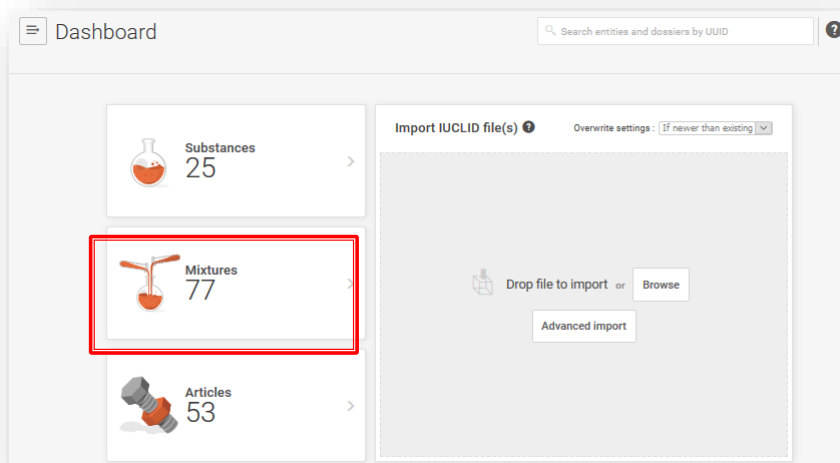 Dashboard
Search entities and dossiers by UUID
?
Substances
25
Import IUCLID file(s) ?
Overwrite settings : If newer than existing
Mixtures
77
Drop file to import or Browse
Advanced import
Articles
53